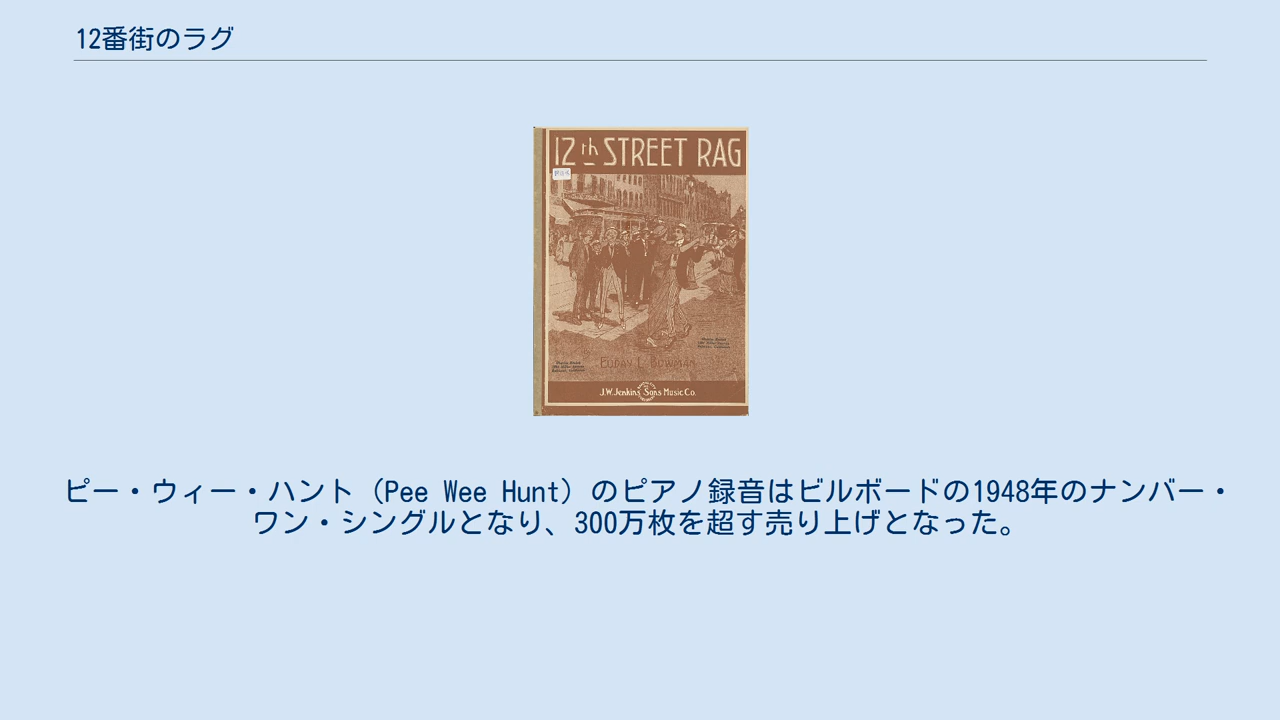 12番街のラグ
12th STREET RAG
EUDAY L. BOWMAN
J.W. Jenkins Sons Music Co.
ピー・ウィー・ハント（Pee Wee Hunt）のピアノ録音はビルボードの1948年のナンバー・
ワン・シングルとなり、300万枚を超す売り上げとなった。